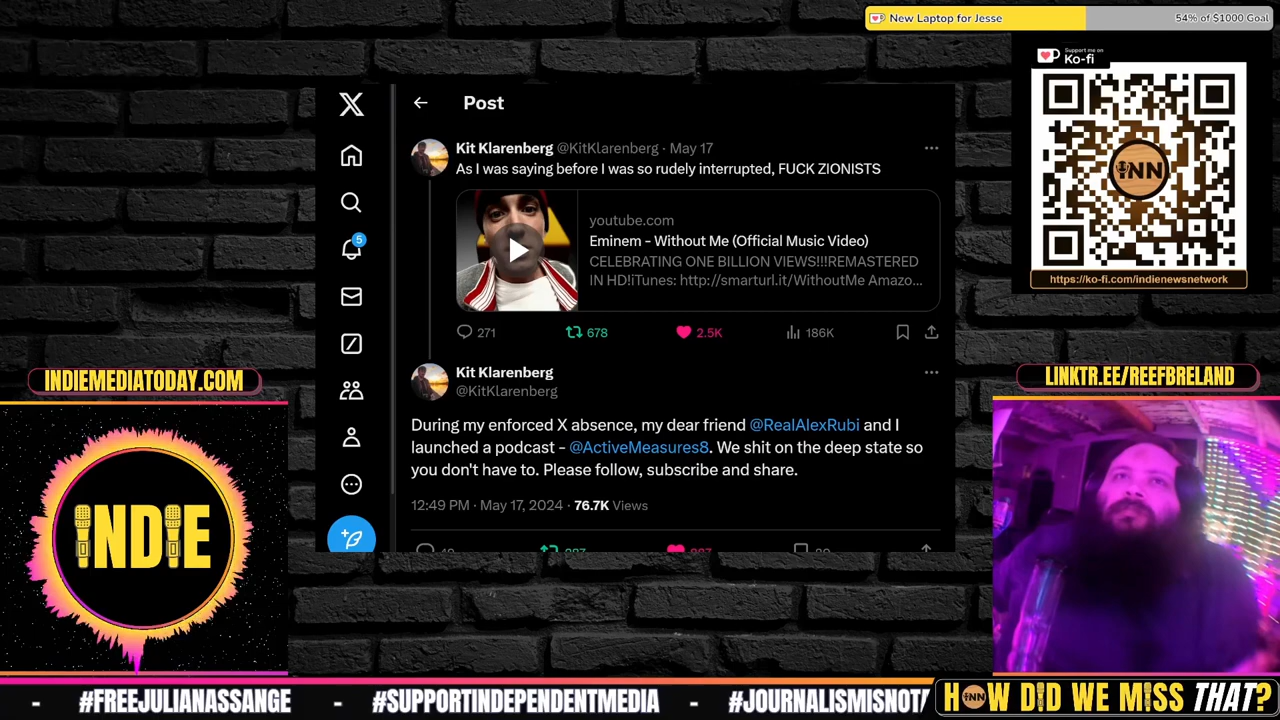 New Laptop for Jesse
54% of $1000 Goal
Support me on
Ko-fi
iNN
https://ko-fi.com/indienewsnetwork
Post
Kit Klarenberg @KitKlarenberg · May 17
As I was saying before I was so rudely interrupted, FUCK ZIONISTS
youtube.com
Eminem - Without Me (Official Music Video)
CELEBRATING ONE BILLION VIEWS!!!REMASTERED
IN HD!iTunes: http://smarturl.it/WithoutMe Amazo...
271 678 2.5K 186K
5
Kit Klarenberg
@KitKlarenberg
During my enforced X absence, my dear friend @RealAlexRubi and I
launched a podcast - @ActiveMeasures8. We shit on the deep state so
you don't have to. Please follow, subscribe and share.
12:49 PM · May 17, 2024 · 76.7K Views
INDIEMEDIATODAY.COM
INDIE
LINKTR.EE/REEFBRELAND
- #FREEJULIANASSANGE - #SUPPORTINDEPENDENTMEDIA - #JOURNALISMISNOTA
HOW DID WE MISS THAT?